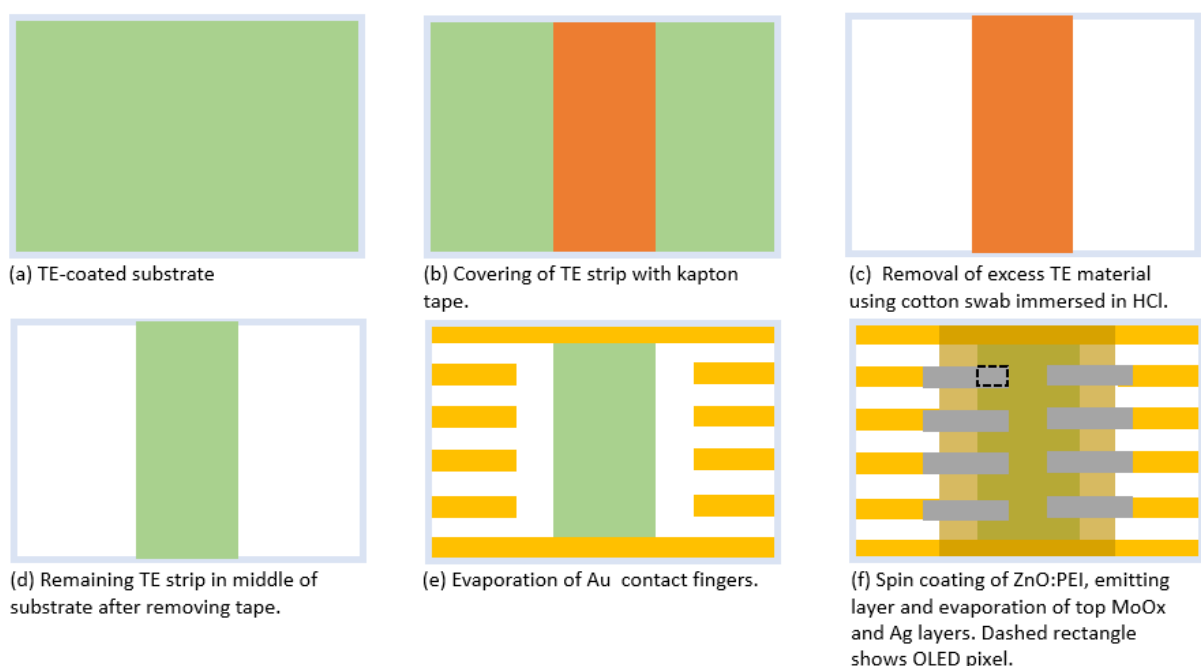 (a) TE-coated substrate
(b) Covering of TE strip with kapton
tape.
(c) Removal of excess TE material
using cotton swab immersed in HCl.
(d) Remaining TE strip in middle of
substrate after removing tape.
(e) Evaporation of Au contact fingers.
(f) Spin coating of ZnO:PEI, emitting
layer and evaporation of top MoOx
and Ag layers. Dashed rectangle
shows OLED pixel.